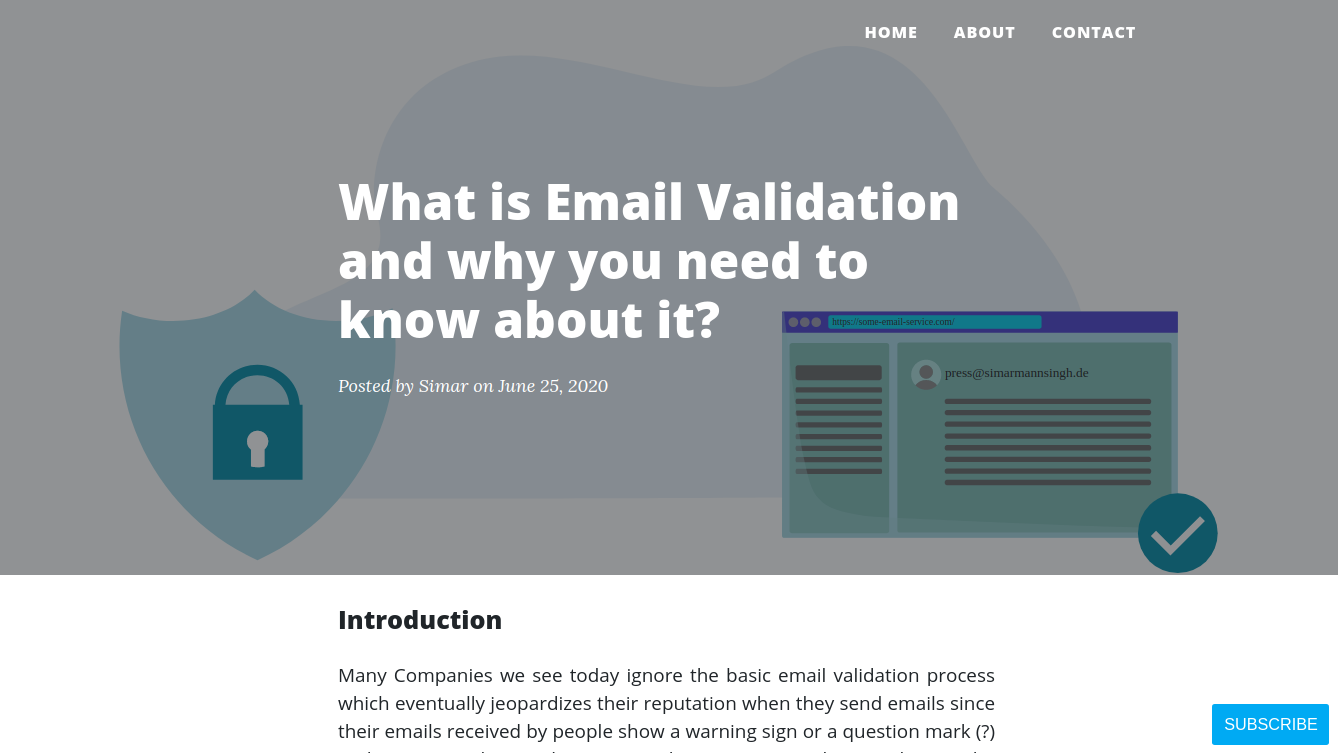 HOME ABOUT CONTACT
What is Email Validation
and why you need to
know about it?
Posted by Simar on June 25, 2020
https://some-email-service.com/
press@simarmannsingh.de
Introduction
Many Companies we see today ignore the basic email validation process
which eventually jeopardizes their reputation when they send emails since
their emails received by people show a warning sign or a question mark (?)
SUBSCRIBE